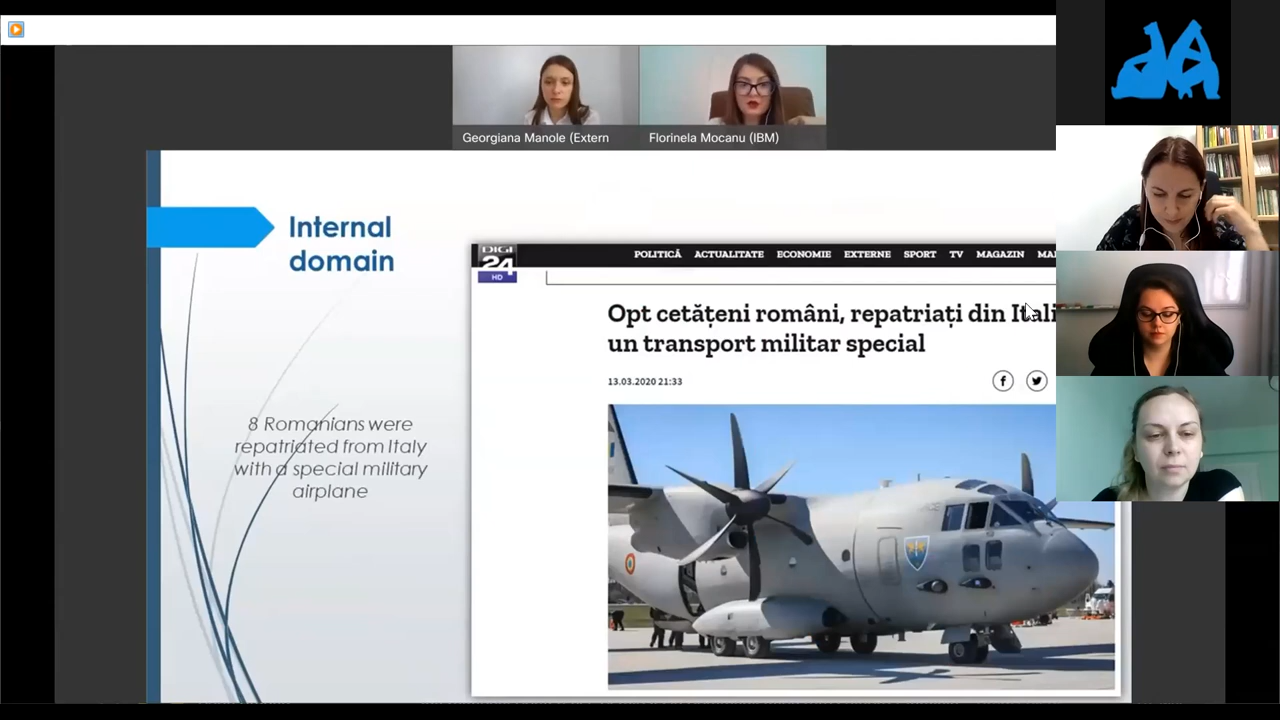 Georgiana Manole (Extern
Florinela Mocanu (IBM)
Internal
domain
DIGI
24
HD
POLITICĂ ACTUALITATE ECONOMIE EXTERNE SPORT TV MAGAZIN MA
Opt cetățeni români, repatriați din Itali
un transport militar special
13.03.2020 21:33
8 Romanians were
repatriated from Italy
with a special military
airplane